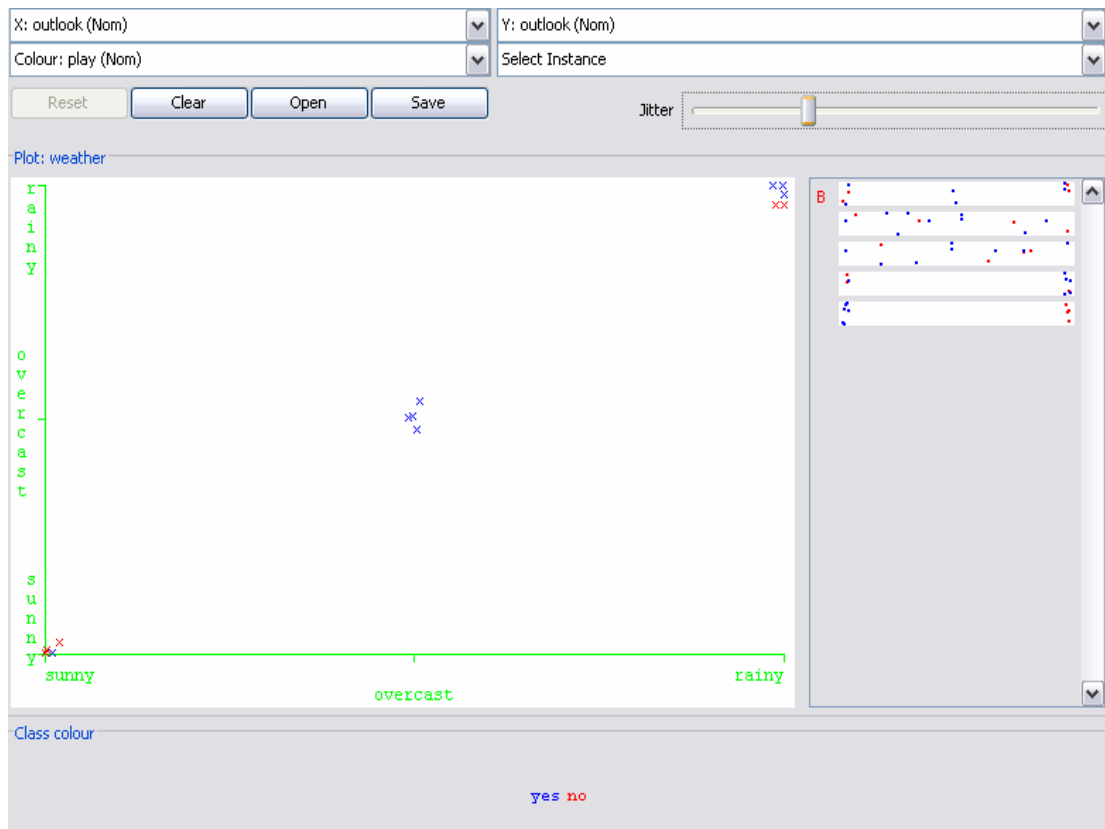 X: outlook (Nom)
Y: outlook (Nom)
Colour: play (Nom)
Select Instance
Reset
Clear
Open
Save
Jitter
Plot: weather
rainy
overcast
sunny
sunny
overcast
rainy
B
Class colour
yes no